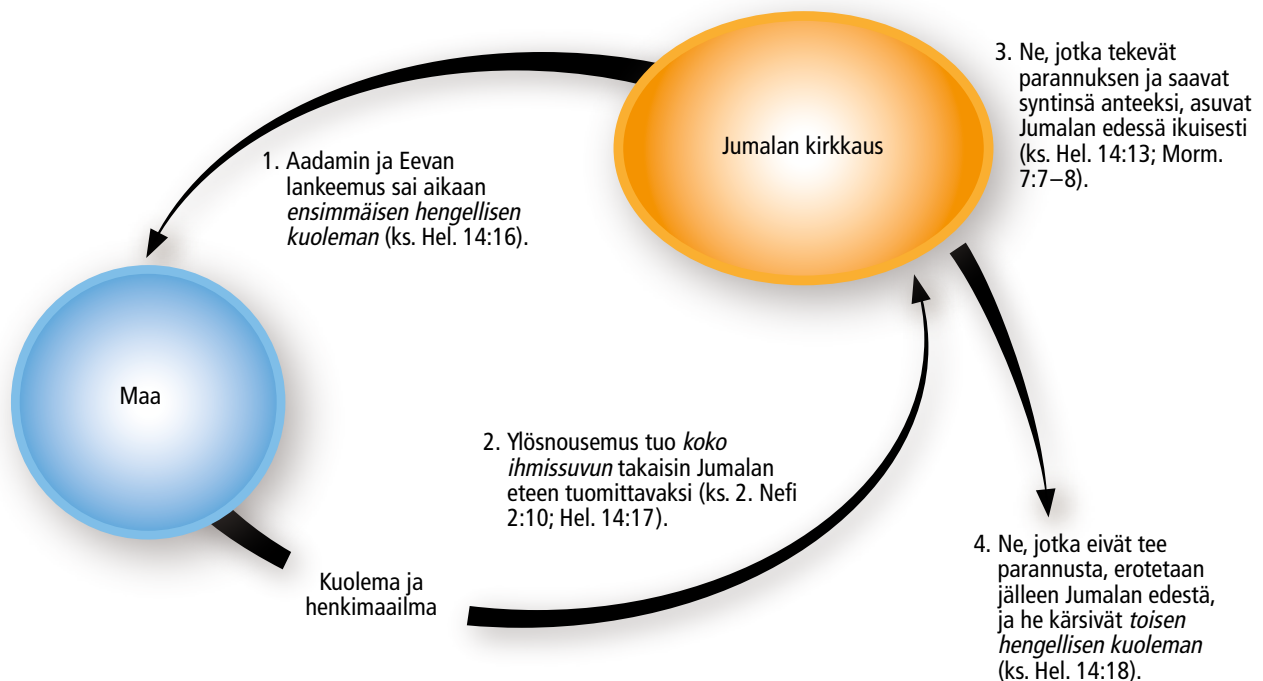 Jumalan kirkkaus
Maa
1. Aadamin ja Eevan
lankeemus sai aikaan
ensimmäisen hengellisen
kuoleman (ks. Hel. 14:16).
Kuolema ja
henkimaailma
2. Ylösnousemus tuo koko
ihmissuvun takaisin Jumalan
eteen tuomittavaksi (ks. 2. Nefi
2:10; Hel. 14:17).
3. Ne, jotka tekevät
parannuksen ja saavat
syntinsä anteeksi, asuvat
Jumalan edessä ikuisesti
(ks. Hel. 14:13; Morm.
7:7–8).
4. Ne, jotka eivät tee
parannusta, erotetaan
jälleen Jumalan edestä,
ja he kärsivät toisen
hengellisen kuoleman
(ks. Hel. 14:18).